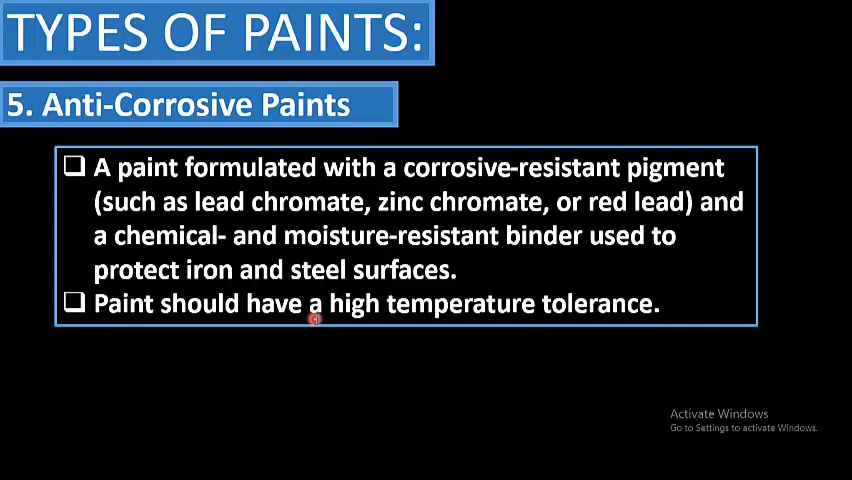 TYPES OF PAINTS:
5. Anti-Corrosive Paints
❑ A paint formulated with a corrosive-resistant pigment
(such as lead chromate, zinc chromate, or red lead) and
a chemical- and moisture-resistant binder used to
protect iron and steel surfaces.
❑ Paint should have a high temperature tolerance.
Activate Windows
Go to Settings to activate Windows.